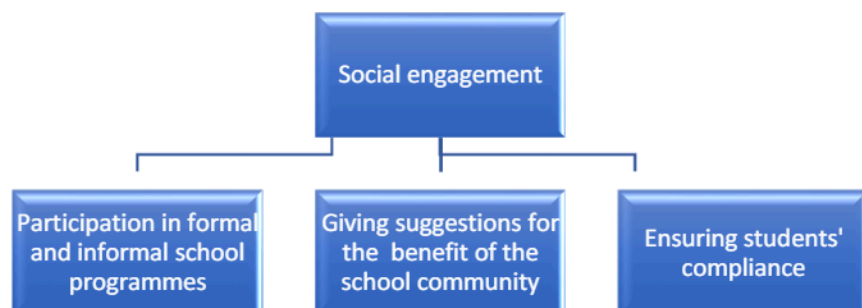 Social engagement
Participation in formal
and informal school
programmes
Giving suggestions for
the benefit of the
school community
Ensuring students'
compliance